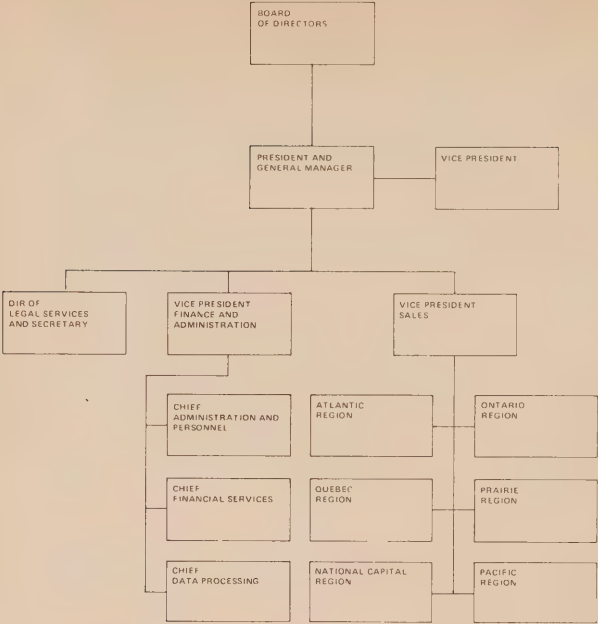 BOARD
OF DIRECTORS
PRESIDENT AND
GENERAL MANAGER
VICE PRESIDENT
DIR OF
LEGAL SERVICES
AND SECRETARY
VICE PRESIDENT
FINANCE AND
ADMINISTRATION
VICE PRESIDENT
SALES
CHIEF
ADMINISTRATION AND
PERSONNEL
ATLANTIC
REGION
ONTARIO
REGION
CHIEF
FINANCIAL SERVICES
QUEBEC
REGION
PRAIRIE
REGION
CHIEF
DATA PROCESSING
NATIONAL CAPITAL
REGION
PACIFIC
REGION